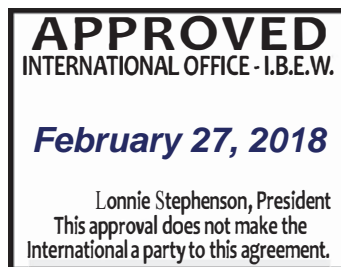 APPROVED
INTERNATIONAL OFFICE - I.B.E.W.
February 27, 2018
Lonnie Stephenson, President
This approval does not make the
International a party to this agreement.